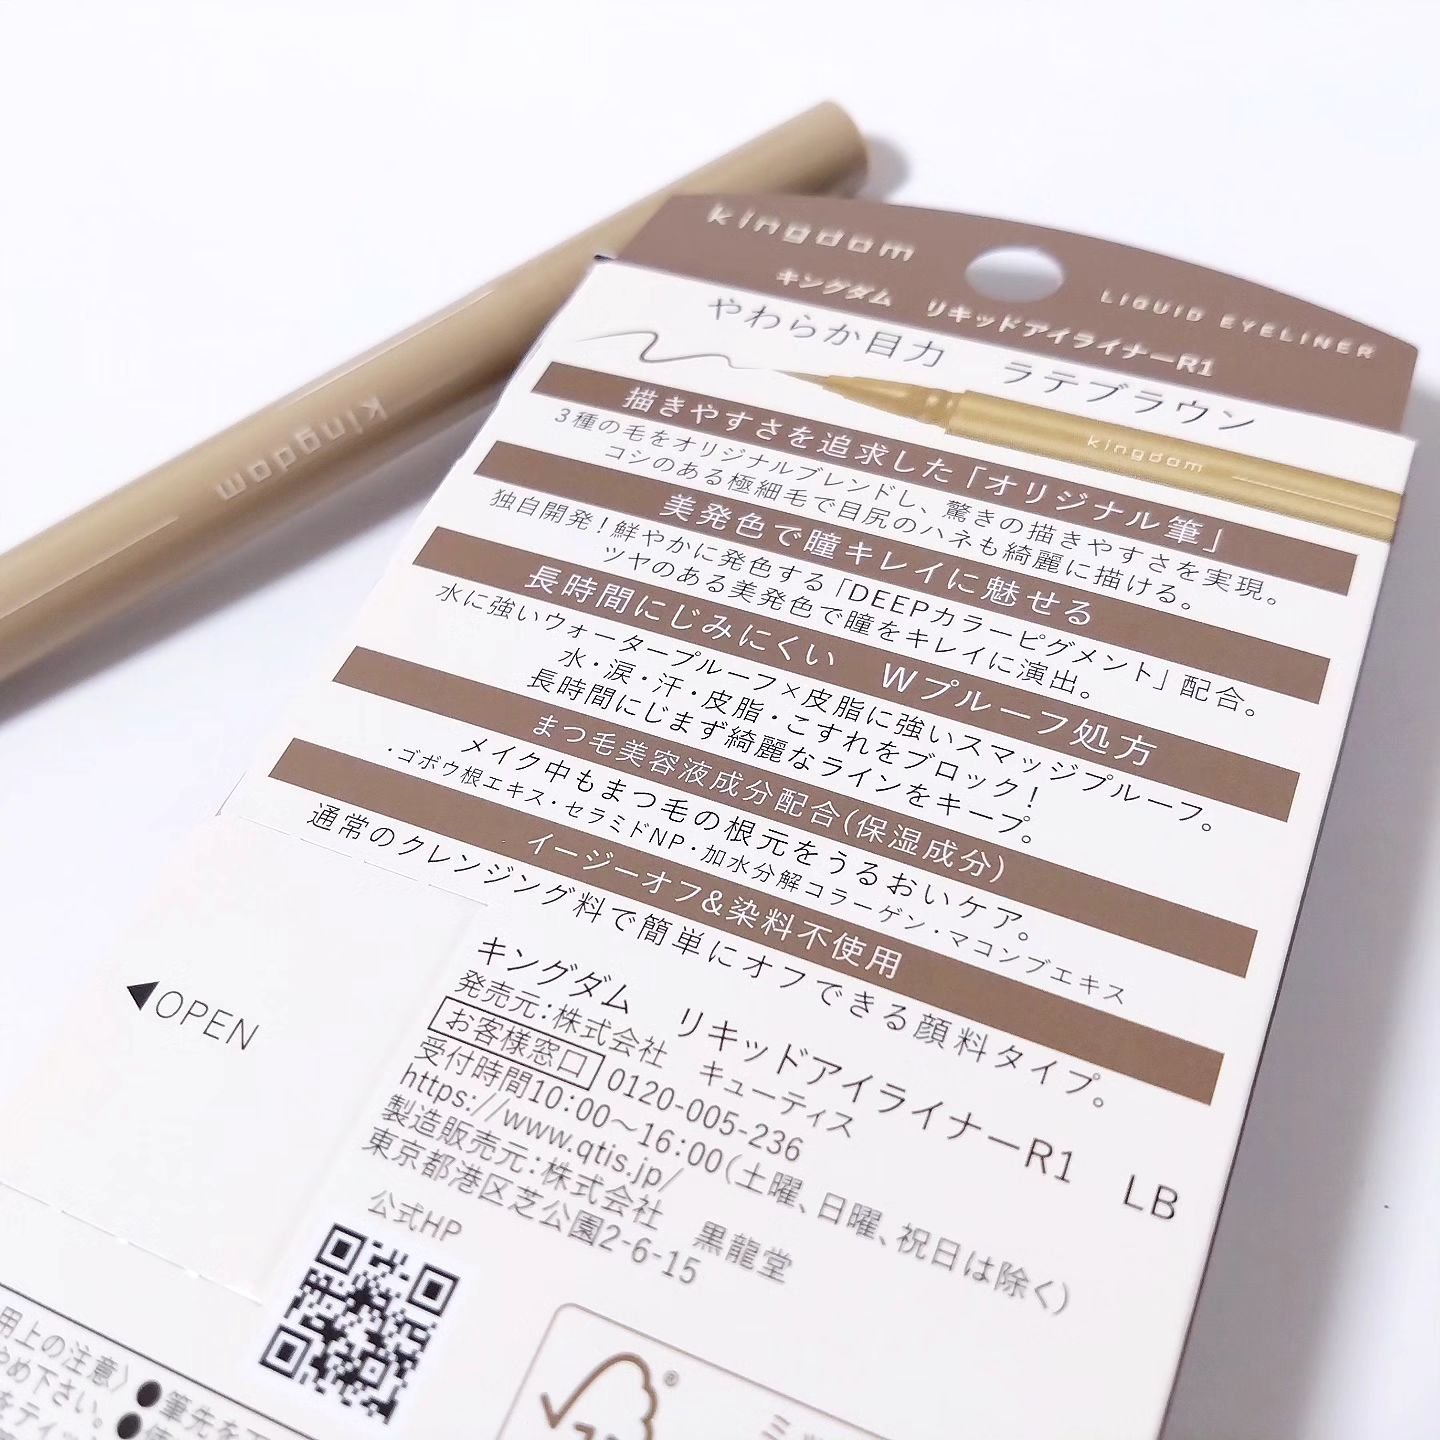 kingdom
kingdom
LIQUID EYELINER
キングダム リキッドアイライナーR1
やわらか目力 ラテブラウン
kingdom
描きやすさを追求した「オリジナル筆」
3種の毛をオリジナルブレンドし、驚きの描きやすさを実現。
コシのある極細毛で目尻のハネも綺麗に描ける。
美発色で瞳キレイに魅せる
独自開発！鮮やかに発色する「DEEPカラーピグメント」配合。
ツヤのある美発色で瞳をキレイに演出。
長時間にじみにくい Wプルーフ処方
水に強いウォータープルーフ×皮脂に強いスマッジプルーフ。
水・涙・汗・皮脂・こすれをブロック！
長時間にじまず綺麗なラインをキープ。
まつ毛美容液成分配合(保湿成分)
メイク中もまつ毛の根元をうるおいケア。
・ゴボウ根エキス・セラミドNP・加水分解コラーゲン・マコンブエキス
イージーオフ&染料不使用
通常のクレンジング料で簡単にオフできる顔料タイプ。
◀OPEN
キングダム リキッドアイライナーR1 LB
発売元：株式会社 キューティス
お客様窓口 0120-005-236
受付時間10:00～16:00(土曜、日曜、祝日は除く)
https://www.qtis.jp/
製造販売元：株式会社 黒龍堂
東京都港区芝公園2-6-15
公式HP
用上の注意〉●筆先を
やめ下さい。
をティッ
®